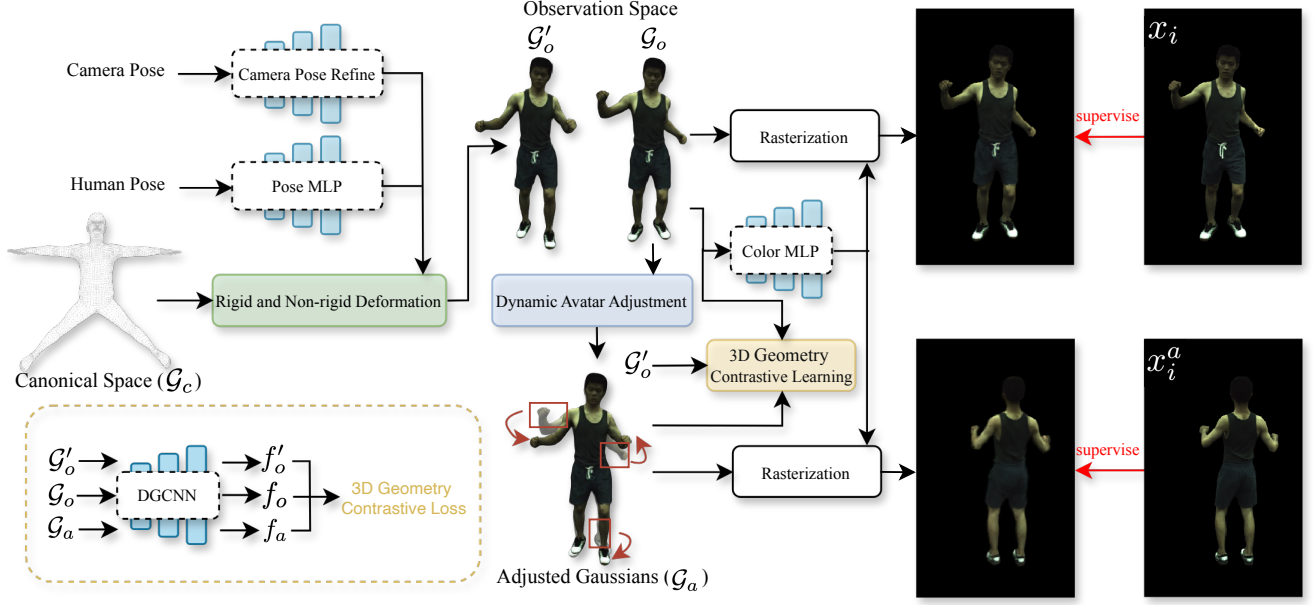 Observation Space
𝒢′ₒ
𝒢ₒ
Camera Pose
Camera Pose Refine
Human Pose
Pose MLP
Rigid and Non-rigid Deformation
Canonical Space (𝒢_c)
Dynamic Avatar Adjustment
Rasterization
Color MLP
3D Geometry
Contrastive Learning
𝒢′ₒ
Rasterization
Adjusted Gaussians (𝒢ₐ)
xᵢ
supervise
xᵢᵃ
supervise
𝒢′ₒ
𝒢ₒ
𝒢ₐ
DGCNN
f′ₒ
fₒ
fₐ
3D Geometry
Contrastive Loss